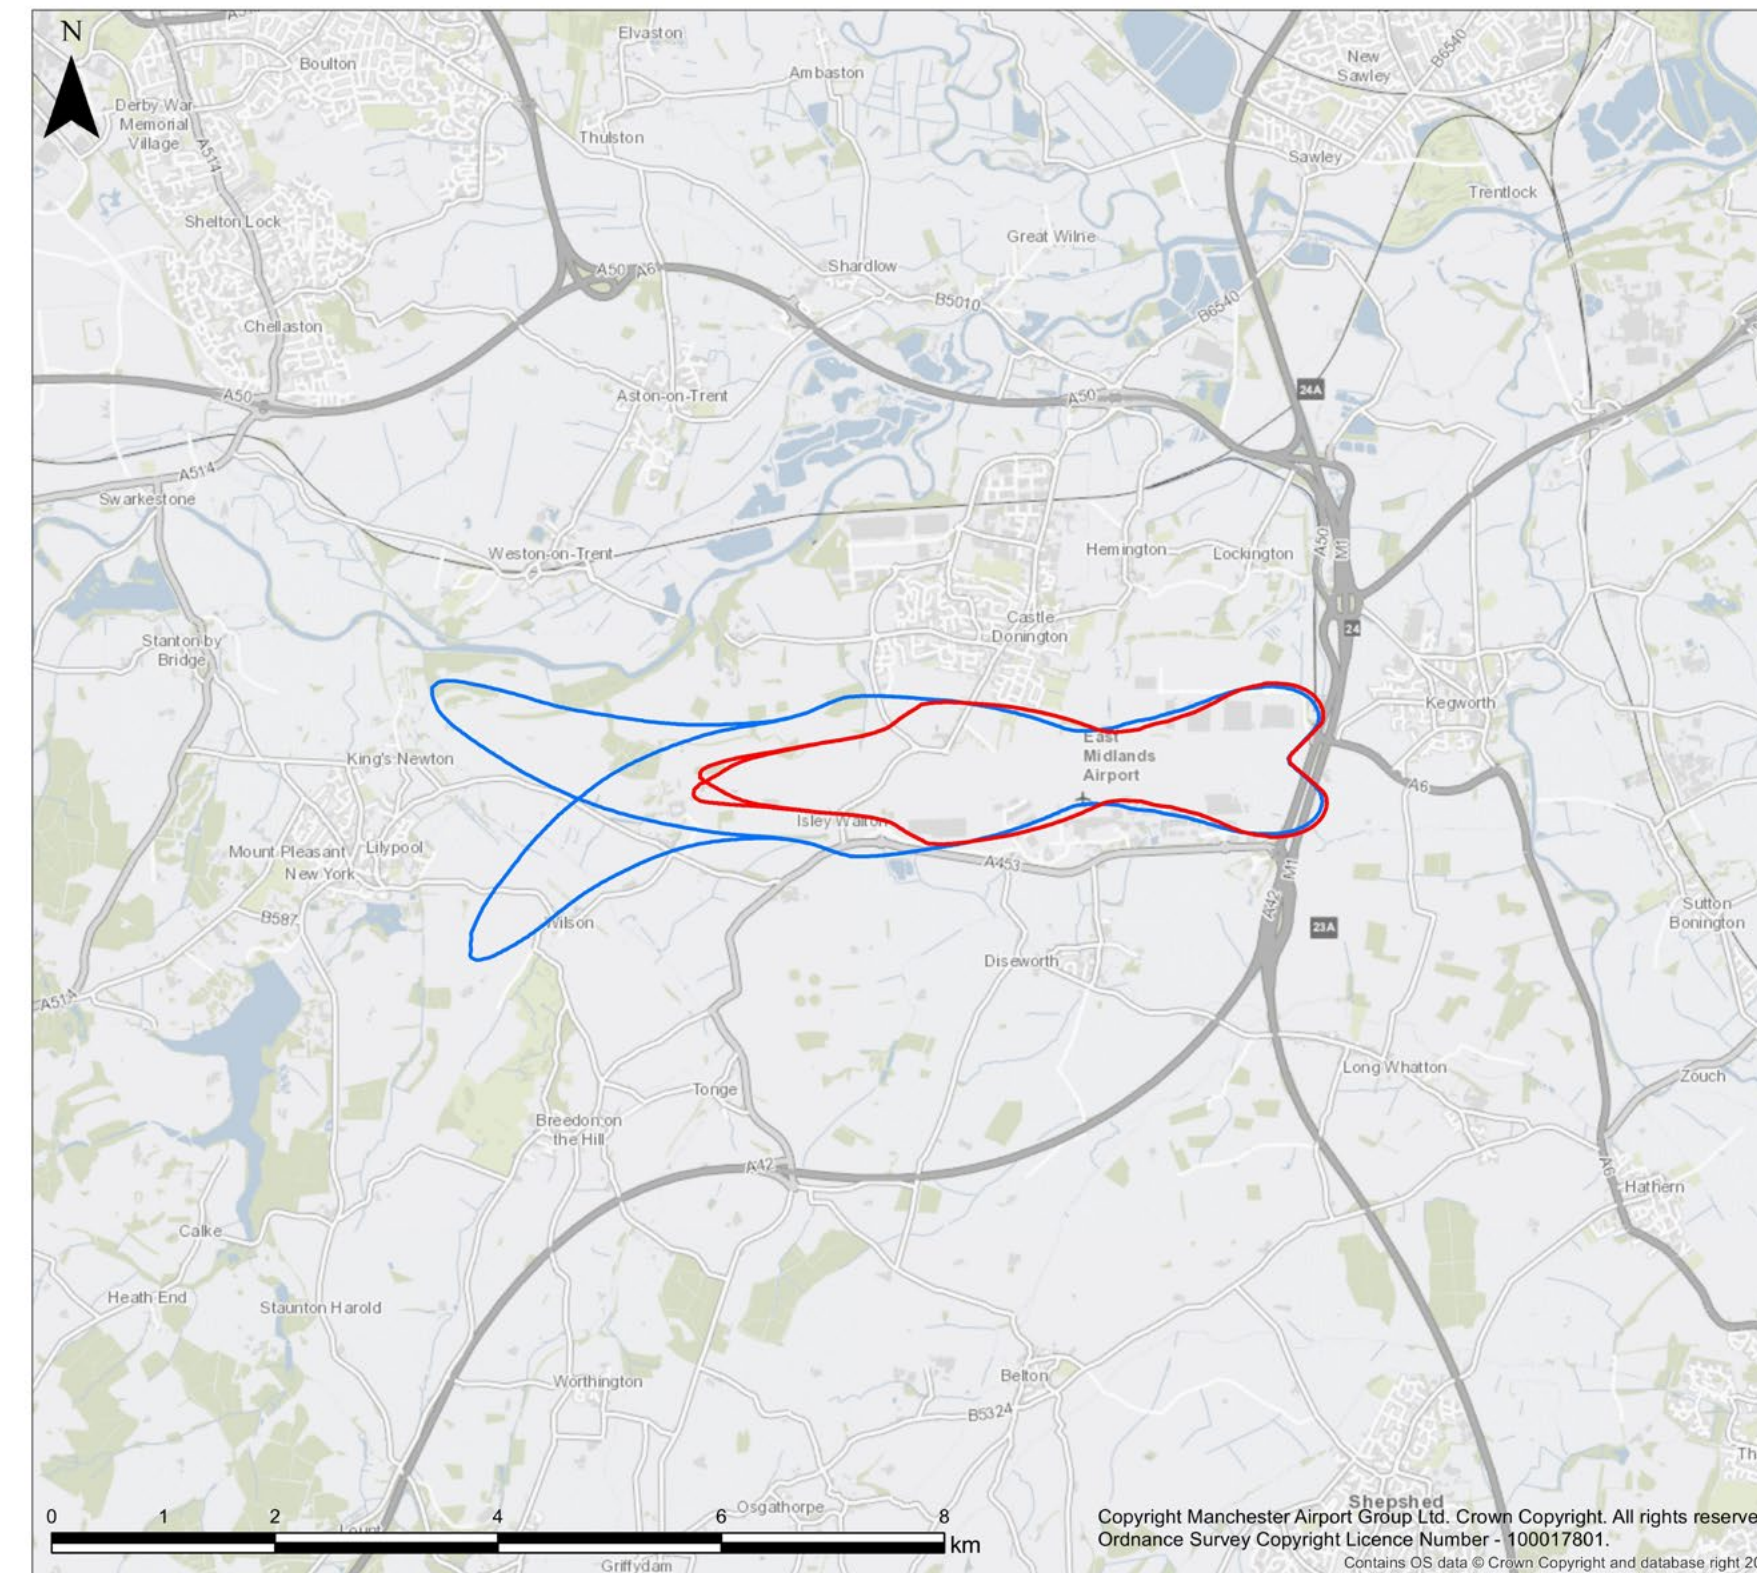 N
A5
Elvaston
Boulton
Ambaston
New
Sawley
B6540
Derby War
Memorial
Village
A514
Thulston
Sawley
Trentlock
Shelton Lock
Great Wilne
Shardlow
A50
A6
B5010
B6540
Chellaston
24A
A50
Aston-on-Trent
A50
A514
Swarkestone
Weston-on-Trent
Hemington
Lockington
A50
M1
Castle
Donington
24
Stanton by
Bridge
Kegworth
King's Newton
East
Midlands
Airport
A6
Isley Walton
Mount Pleasant
Lilypool
New York
A453
M1
B587
Wilson
A42
23A
Sutton
Bonington
Diseworth
A514
Long Whatton
Zouch
Tonge
Breedon on
the Hill
A42
A6
Hathern
Calke
Heath End
Staunton Harold
Worthington
Belton
B5324
Th
Shepshed
Osgathorpe
0 1 2 4 6 8
km
Lount
Griffydam
Copyright Manchester Airport Group Ltd. Crown Copyright. All rights reserve
Ordnance Survey Copyright Licence Number - 100017801.
Contains OS data © Crown Copyright and database right 20